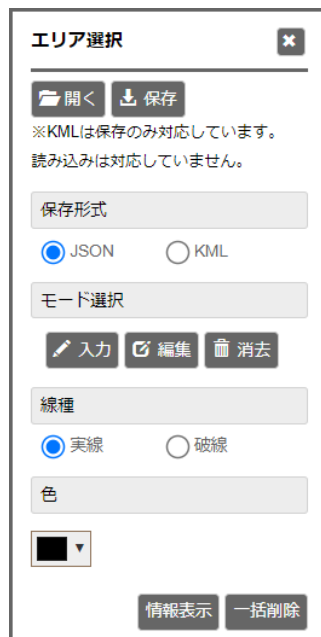 エリア選択
開く 保存
※KMLは保存のみ対応しています。
読み込みは対応していません。
保存形式
JSON KML
モード選択
入力 編集 消去
線種
実線 破線
色
情報表示 一括削除